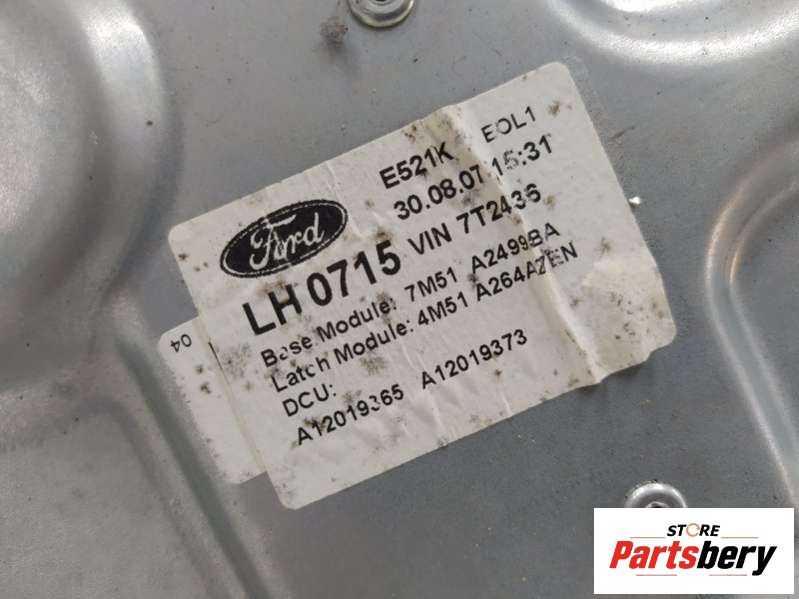 E521K EOL1
30.08.07 15:31
Ford
LH 0715 VIN 7T2436
Base Module: 7M51 A2499BA
Latch Module: 4M51 A264A7EN
DCU:
A12019365 A12019373
04
STORE
Partsbery